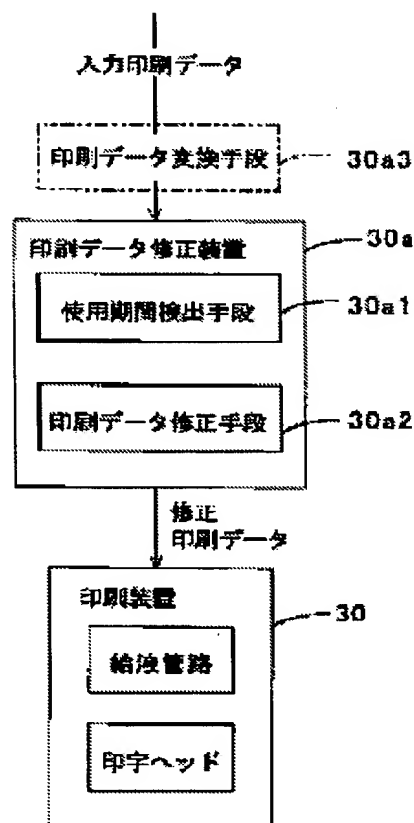 入力印刷データ
印刷データ変換手段
30a3
印刷データ修正装置
30a
使用期間検出手段
30a1
印刷データ修正手段
30a2
修正
印刷データ
印刷装置
30
給液管路
印字ヘッド